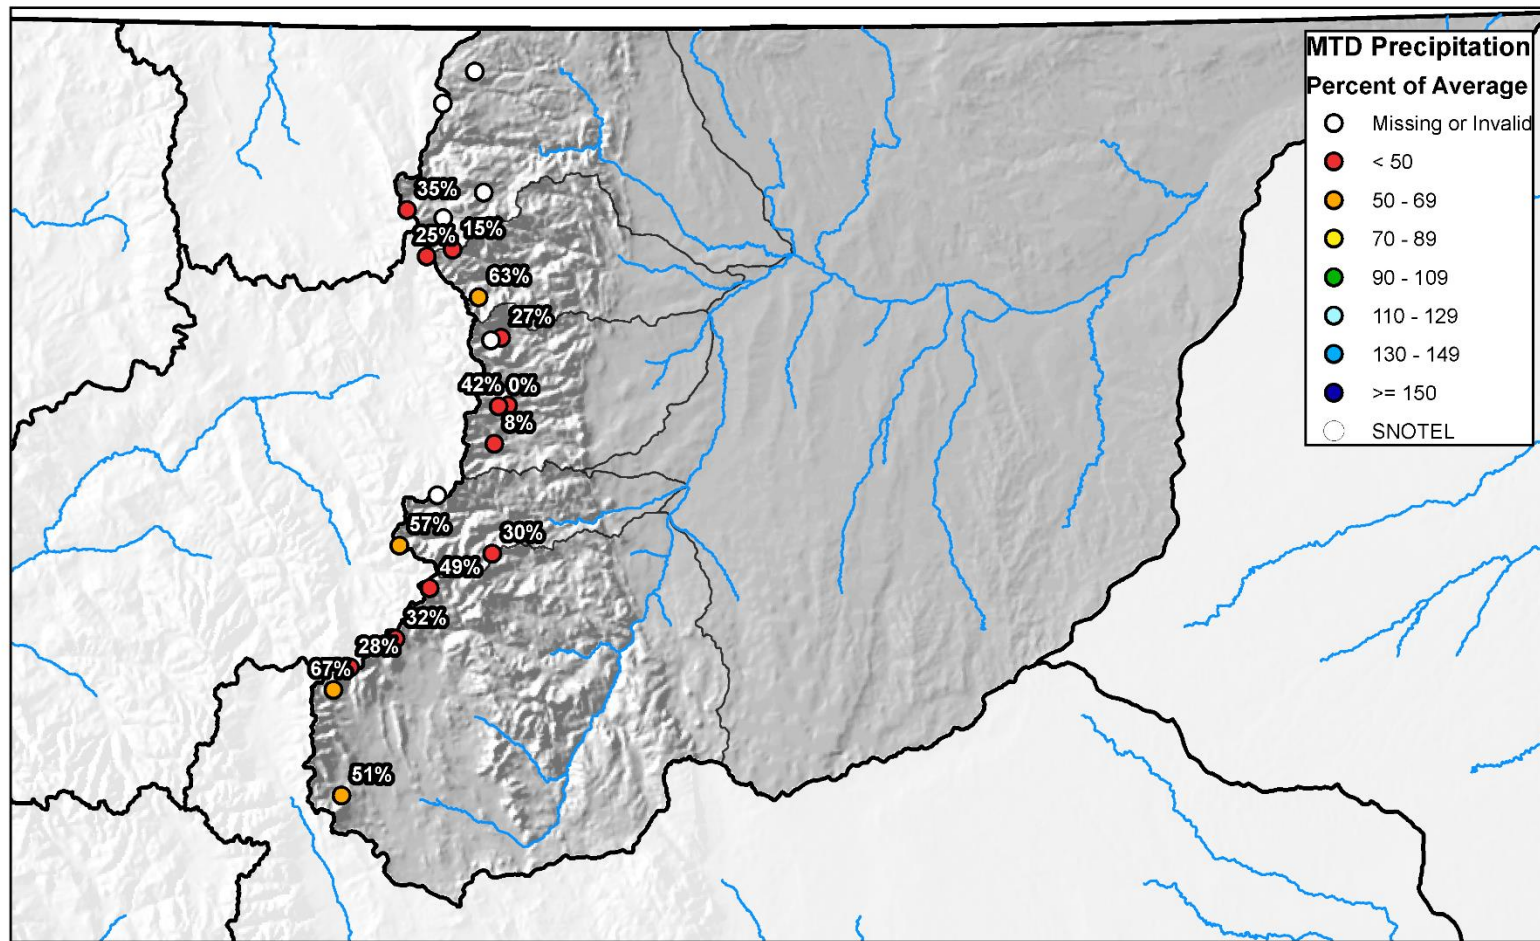 MTD Precipitation
Percent of Average
Missing or Invalid
< 50
50 - 69
70 - 89
90 - 109
110 - 129
130 - 149
>= 150
SNOTEL
35%
25% 15%
63%
27%
42% 0%
8%
57%
30%
49%
32%
28%
67%
51%